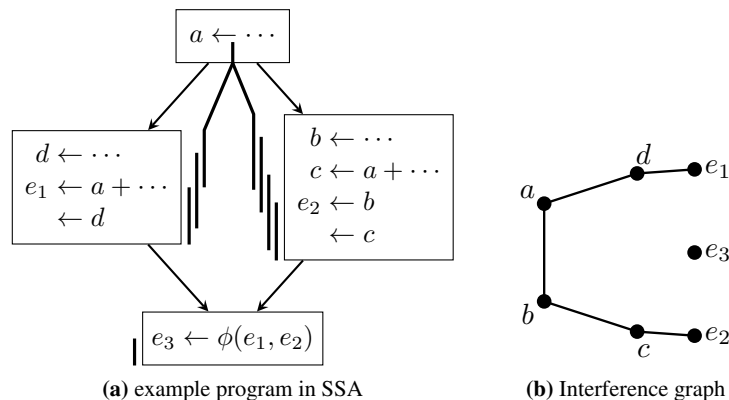 a ← ⋯
d ← ⋯
e₁ ← a + ⋯
← d
b ← ⋯
c ← a + ⋯
e₂ ← b
← c
e₃ ← ϕ(e₁, e₂)
(a) example program in SSA
d
e₁
a
e₃
b
c
e₂
(b) Interference graph